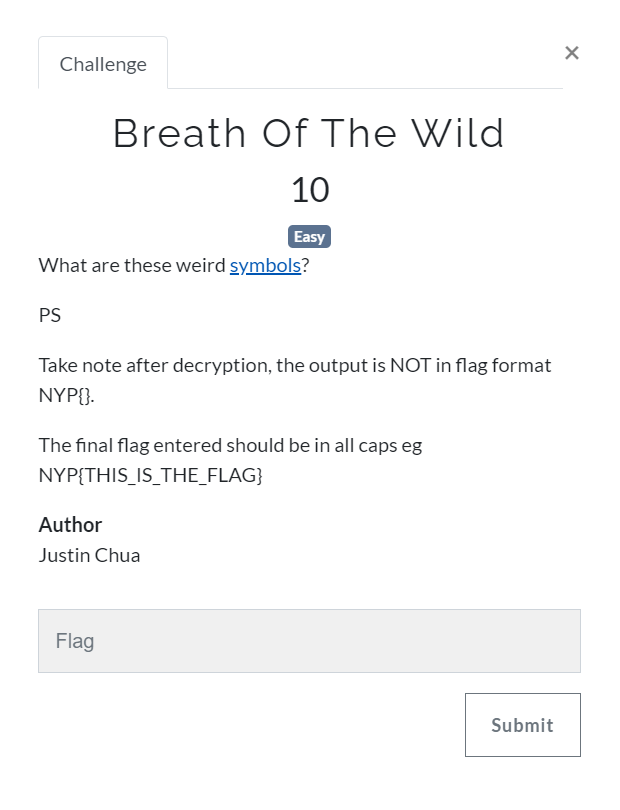 Challenge
×
Breath Of The Wild
10
Easy
What are these weird symbols?
PS
Take note after decryption, the output is NOT in flag format
NYP{}.
The final flag entered should be in all caps eg
NYP{THIS_IS_THE_FLAG}
Author
Justin Chua
Flag
Submit